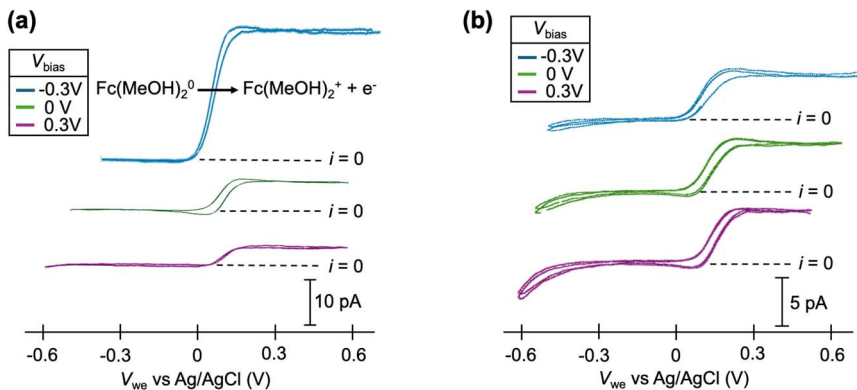 (a)
V_bias
-0.3V
0 V
0.3V
Fc(MeOH)₂⁰ → Fc(MeOH)₂⁺ + e⁻
i = 0
i = 0
i = 0
10 pA
-0.6 -0.3 0 0.3 0.6
V_we vs Ag/AgCl (V)
(b)
V_bias
-0.3V
0 V
0.3V
i = 0
i = 0
i = 0
5 pA
-0.6 -0.3 0 0.3 0.6
V_we vs Ag/AgCl (V)